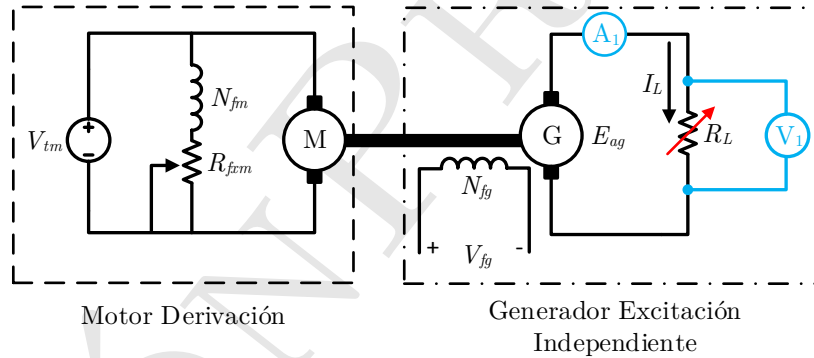 V_tm
+
−
N_fm
R_fxm
M
G
E_ag
N_fg
+ -
V_fg
A_1
I_L
R_L
V_1
Motor Derivación
Generador Excitación
Independiente